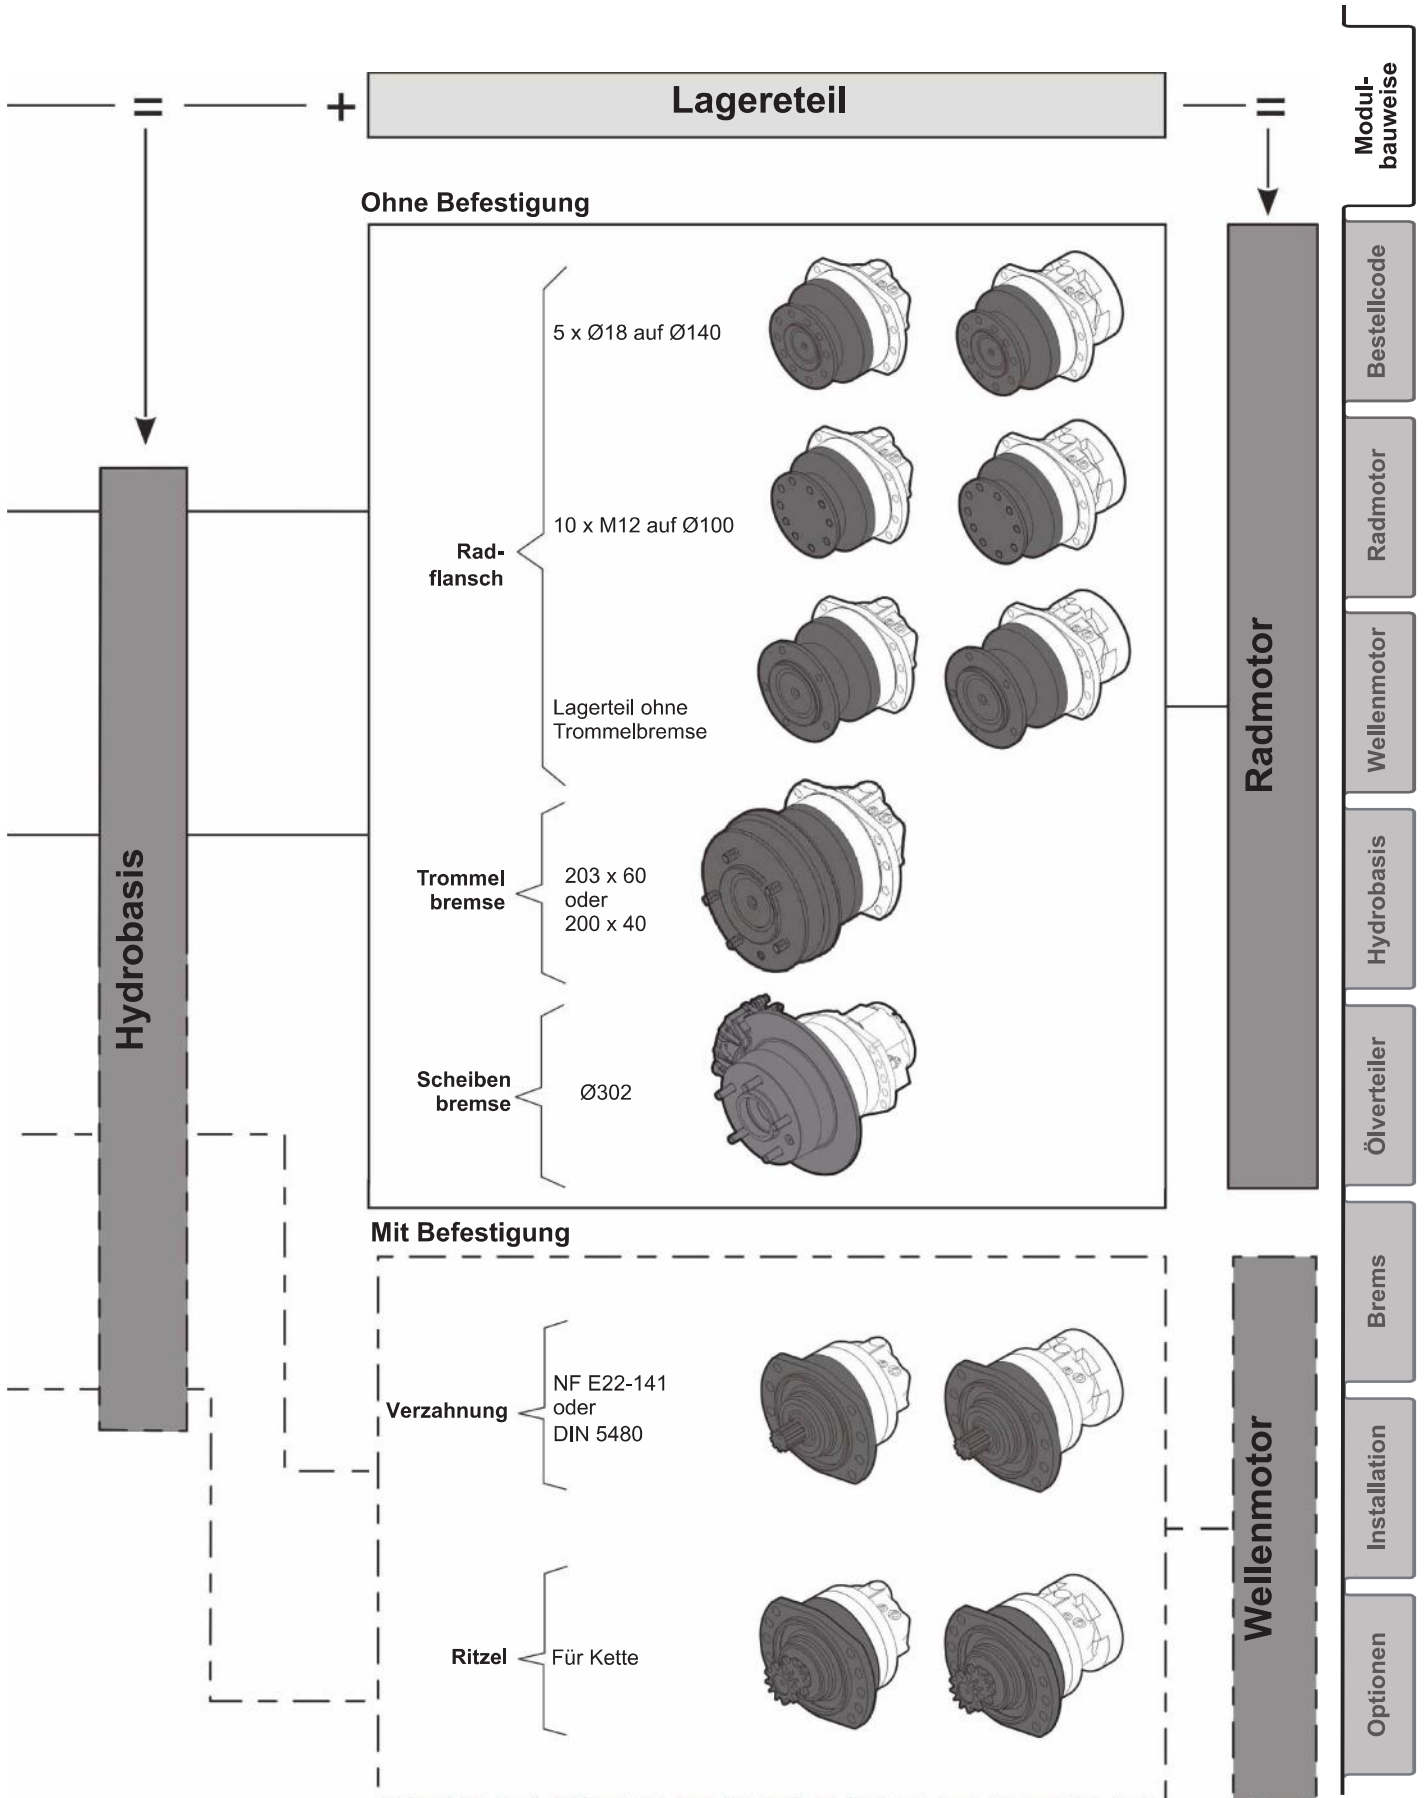 = + Lagereteil =
Ohne Befestigung
5 x Ø18 auf Ø140
10 x M12 auf Ø100
Rad-
flansch
Lagerteil ohne
Trommelbremse
Trommel
bremse
203 x 60
oder
200 x 40
Scheiben
bremse
Ø302
Mit Befestigung
Verzahnung
NF E22-141
oder
DIN 5480
Ritzel
Für Kette
Hydrobasis
Radmotor
Wellenmotor
Modul-
bauweise
Bestellcode
Radmotor
Wellenmotor
Hydrobasis
Ölverteiler
Brems
Installation
Optionen